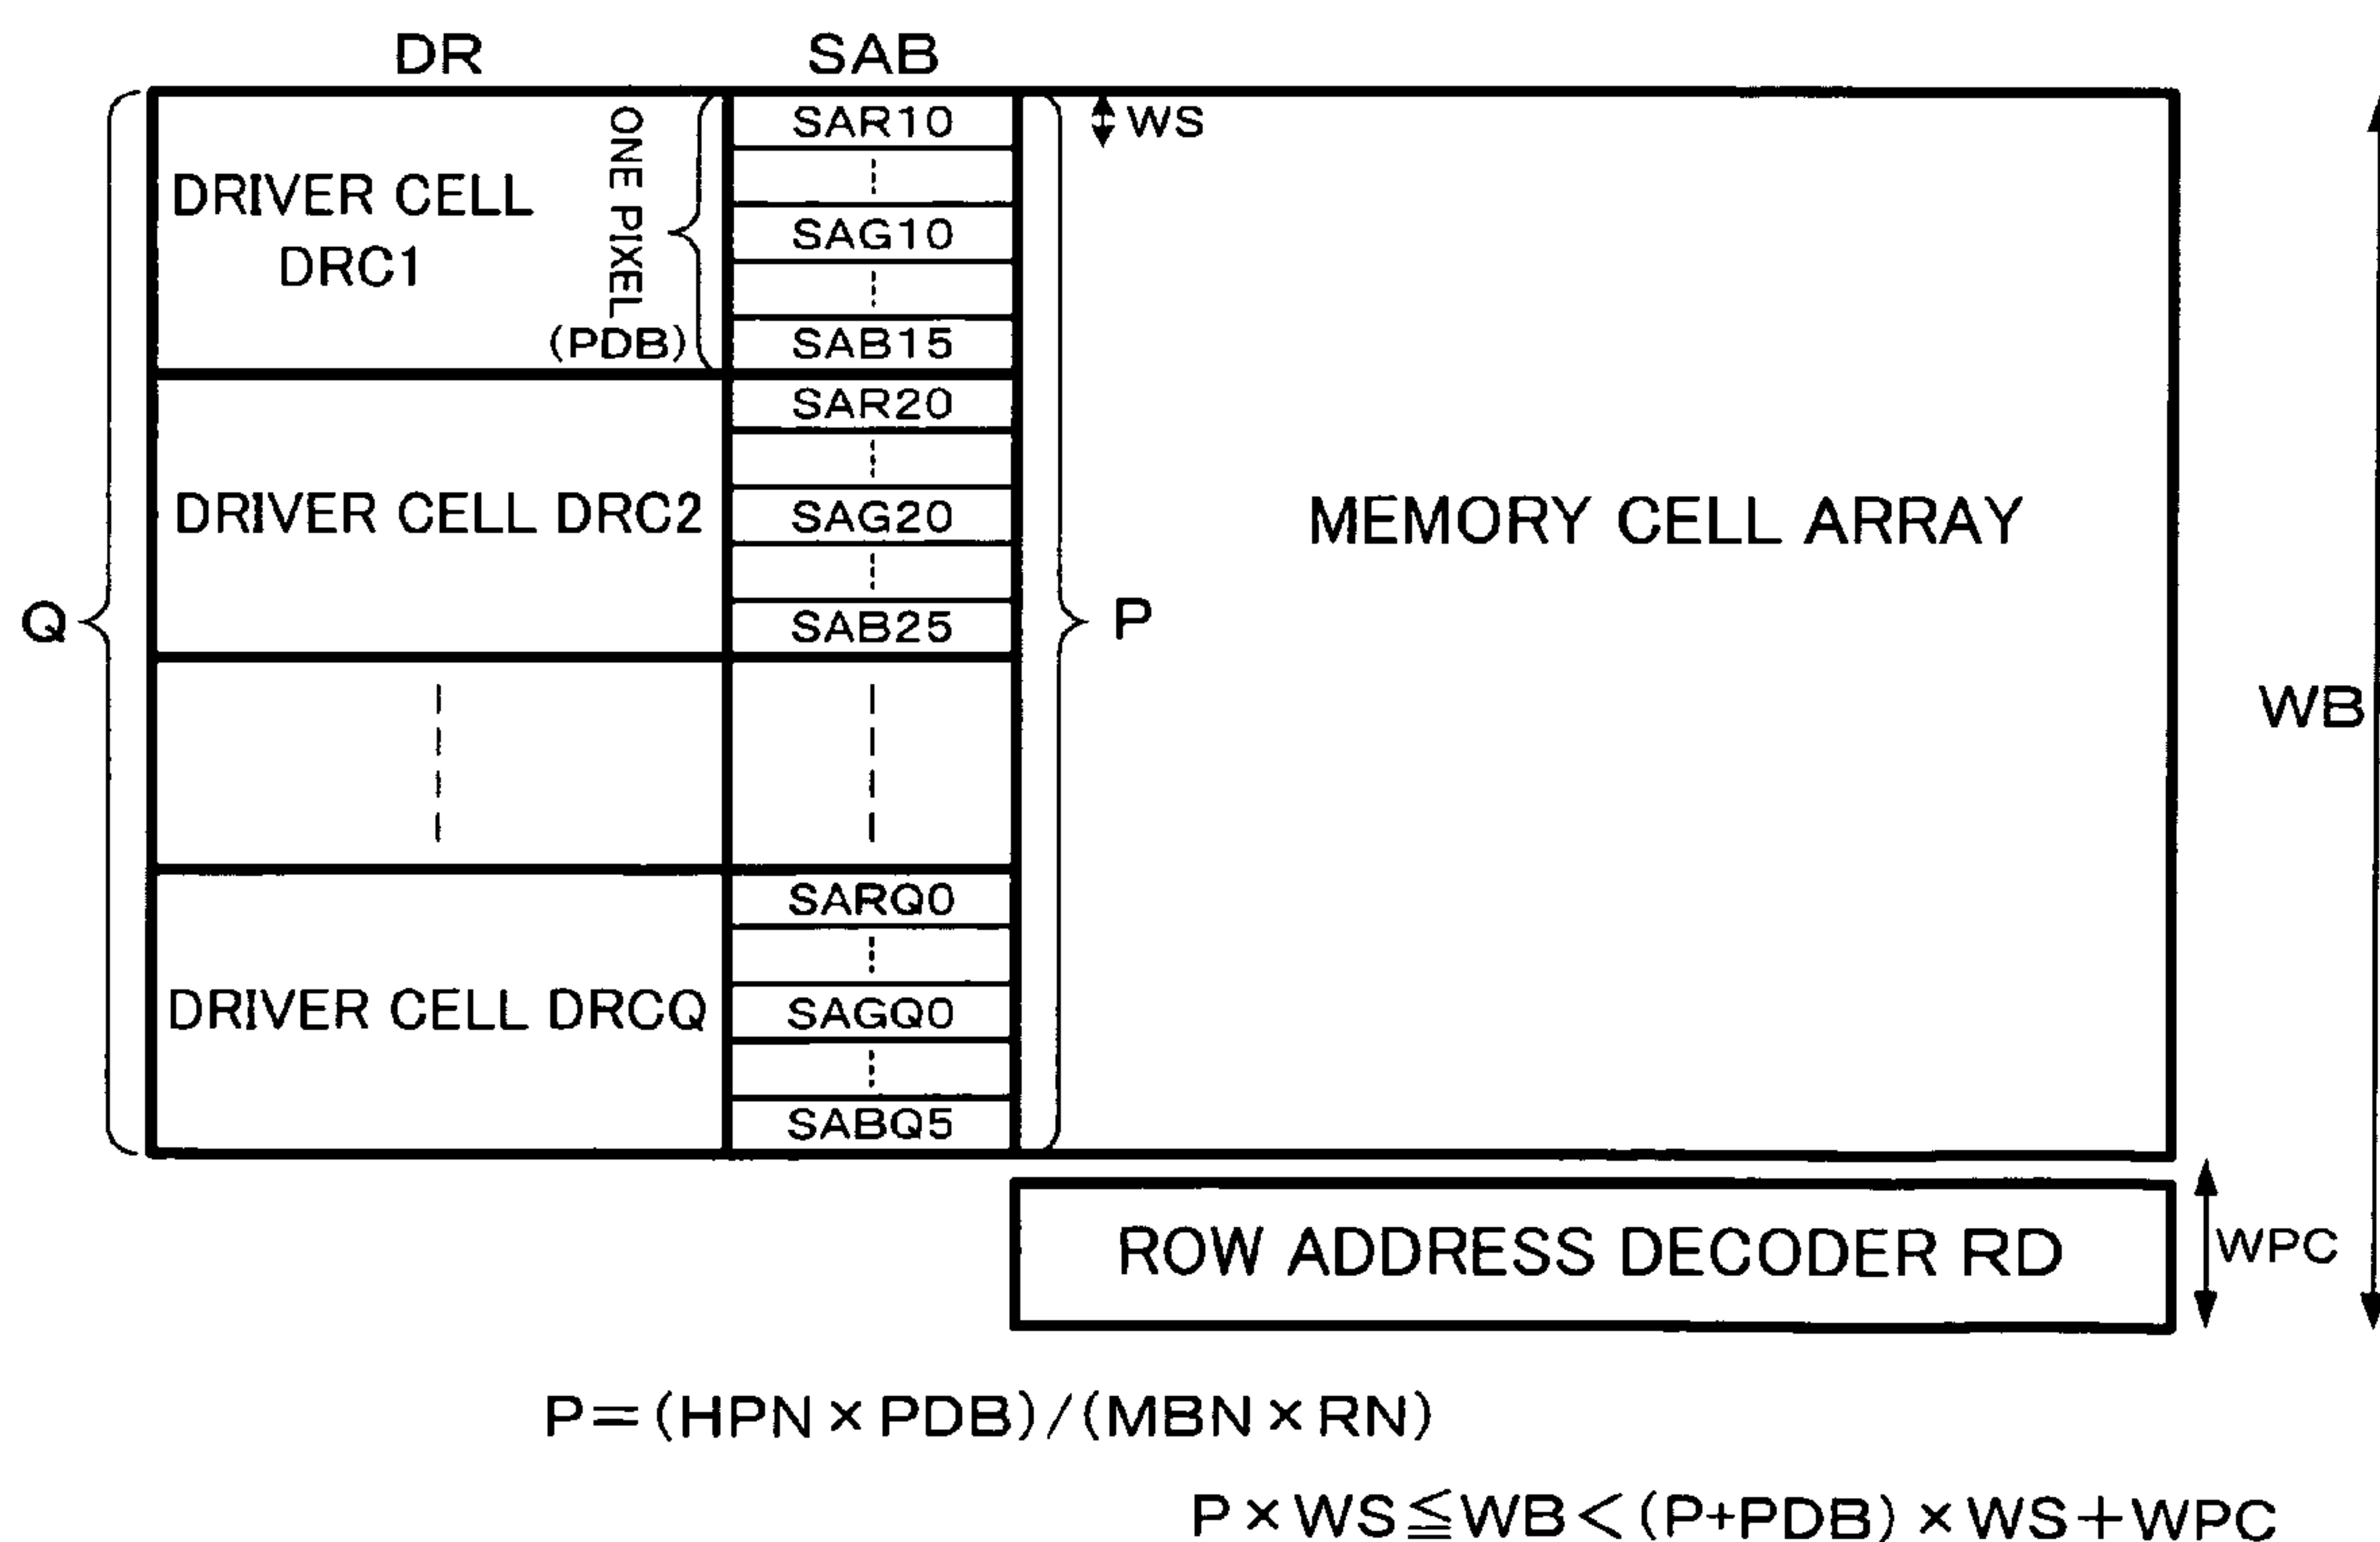 DR
SAB
DRIVER CELL
DRC1
ONE PIXEL
(PDB)
SAR10
SAG10
SAB15
WS
DRIVER CELL DRC2
SAR20
SAG20
SAB25
MEMORY CELL ARRAY
Q
P
WB
DRIVER CELL DRCQ
SARQ0
SAGQ0
SABQ5
ROW ADDRESS DECODER RD
WPC
P=(HPN×PDB)/(MBN×RN)
P×WS≦WB<(P+PDB)×WS+WPC